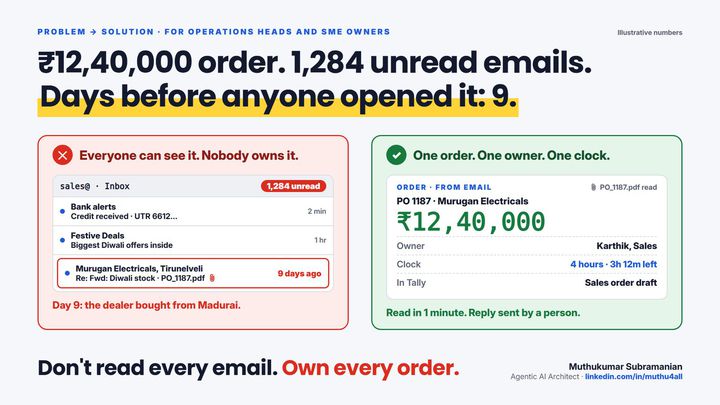 PROBLEM → SOLUTION · FOR OPERATIONS HEADS AND SME OWNERS
Illustrative numbers
₹12,40,000 order. 1,284 unread emails.
Days before anyone opened it: 9.
Everyone can see it. Nobody owns it.
sales@ · Inbox
1,284 unread
Bank alerts
Credit received · UTR 6612...
2 min
Festive Deals
Biggest Diwali offers inside
1 hr
Murugan Electricals, Tirunelveli
Re: Fwd: Diwali stock · PO_1187.pdf
9 days ago
Day 9: the dealer bought from Madurai.
One order. One owner. One clock.
ORDER · FROM EMAIL
PO_1187.pdf read
PO 1187 · Murugan Electricals
₹12,40,000
Owner
Karthik, Sales
Clock
4 hours · 3h 12m left
In Tally
Sales order draft
Read in 1 minute. Reply sent by a person.
Don't read every email. Own every order.
Muthukumar Subramanian
Agentic AI Architect · linkedin.com/in/muthu4all